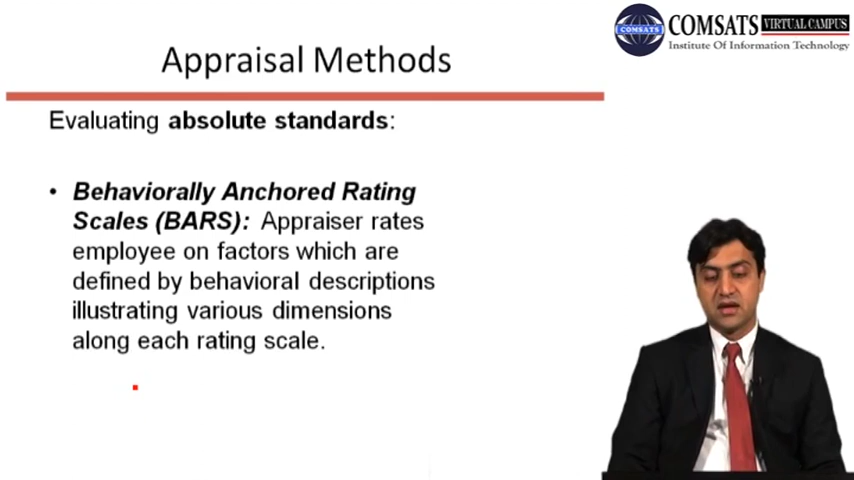 COMSATS VIRTUAL CAMPUS
COMSATS
Institute Of Information Technology
Appraisal Methods
Evaluating absolute standards:
• Behaviorally Anchored Rating
Scales (BARS): Appraiser rates
employee on factors which are
defined by behavioral descriptions
illustrating various dimensions
along each rating scale.